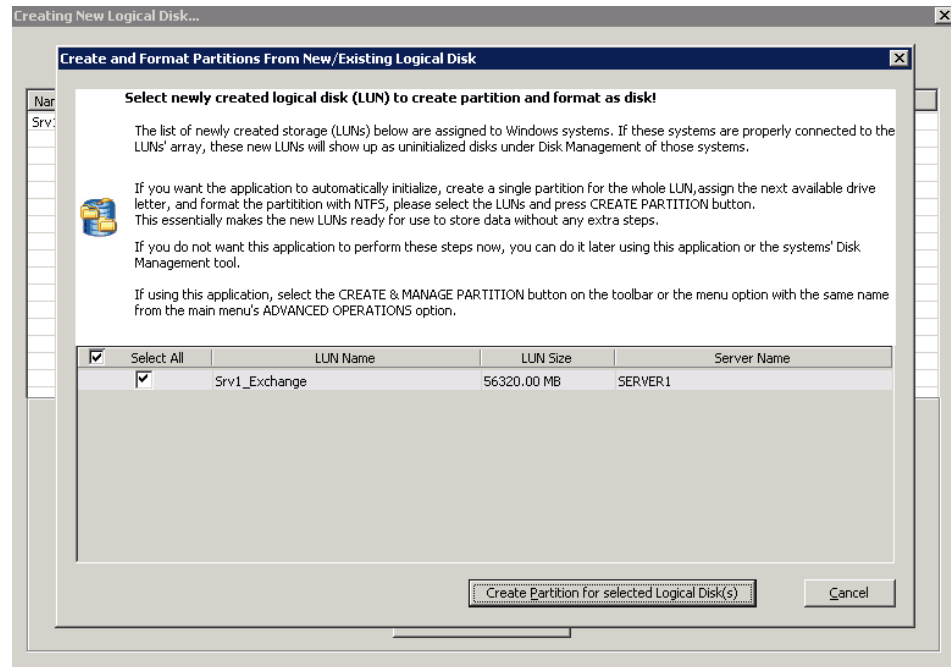 Creating New Logical Disk...
Create and Format Partitions From New/Existing Logical Disk
Select newly created logical disk (LUN) to create partition and format as disk!
The list of newly created storage (LUNs) below are assigned to Windows systems. If these systems are properly connected to the
LUNs' array, these new LUNs will show up as uninitialized disks under Disk Management of those systems.
If you want the application to automatically initialize, create a single partition for the whole LUN,assign the next available drive
letter, and format the partitition with NTFS, please select the LUNs and press CREATE PARTITION button.
This essentially makes the new LUNs ready for use to store data without any extra steps.
If you do not want this application to perform these steps now, you can do it later using this application or the systems' Disk
Management tool.
If using this application, select the CREATE & MANAGE PARTITION button on the toolbar or the menu option with the same name
from the main menu's ADVANCED OPERATIONS option.
Select All LUN Name LUN Size Server Name
Srv1_Exchange 56320.00 MB SERVER1
Create Partition for selected Logical Disk(s) Cancel